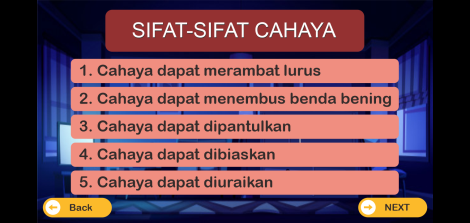 SIFAT-SIFAT CAHAYA
1. Cahaya dapat merambat lurus
2. Cahaya dapat menembus benda bening
3. Cahaya dapat dipantulkan
4. Cahaya dapat dibiaskan
5. Cahaya dapat diuraikan
Back
NEXT